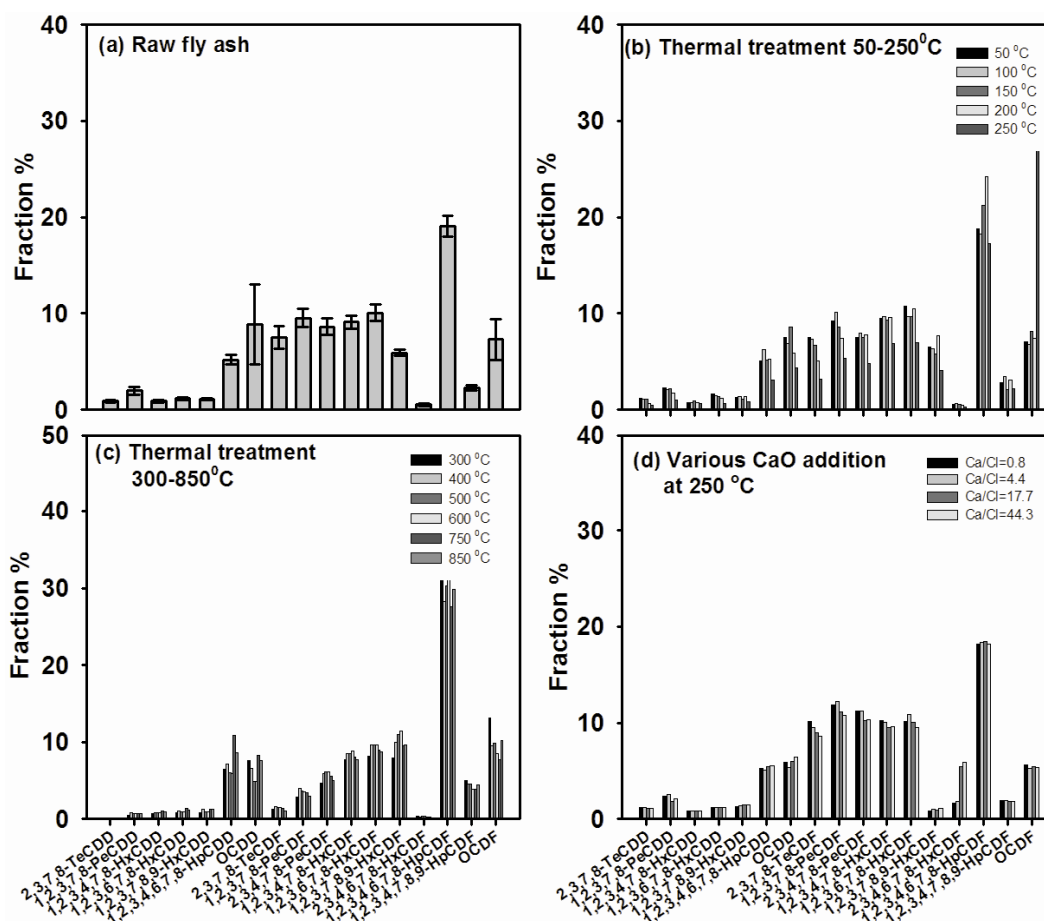 (a) Raw fly ash
Fraction %
40
30
20
10
0
(b) Thermal treatment 50-250⁰C
50 ⁰C
100 ⁰C
150 ⁰C
200 ⁰C
250 ⁰C
Fraction %
40
30
20
10
0
(c) Thermal treatment
300-850⁰C
300 ⁰C
400 ⁰C
500 ⁰C
600 ⁰C
750 ⁰C
850 ⁰C
Fraction %
50
40
30
20
10
0
2,3,7,8-TeCDD
1,2,3,7,8-PeCDD
1,2,3,4,7,8-HxCDD
1,2,3,6,7,8-HxCDD
1,2,3,7,8,9-HxCDD
1,2,3,4,6,7,,8-HpCDD
OCDD
2,3,7,8-TeCDF
1,2,3,7,8-PeCDF
2,3,4,7,8-PeCDF
1,2,3,4,7,8-HxCDF
1,2,3,6,7,8-HxCDF
1,2,3,7,8,9-HxCDF
2,3,4,6,7,8-HxCDF
1,2,3,4,6,7,8-HpCDF
1,2,3,4,7,8,9-HpCDF
OCDF
(d) Various CaO addition
at 250 °C
Ca/Cl=0.8
Ca/Cl=4.4
Ca/Cl=17.7
Ca/Cl=44.3
Fraction %
40
30
20
10
0
2,3,7,8-TeCDD
1,2,3,7,8-PeCDD
1,2,3,4,7,8-HxCDD
1,2,3,6,7,8-HxCDD
1,2,3,7,8,9-HxCDD
1,2,3,4,6,7,,8-HpCDD
OCDD
2,3,7,8-TeCDF
1,2,3,7,8-PeCDF
2,3,4,7,8-PeCDF
1,2,3,4,7,8-HxCDF
1,2,3,6,7,8-HxCDF
1,2,3,7,8,9-HxCDF
2,3,4,6,7,8-HxCDF
1,2,3,4,6,7,8-HpCDF
1,2,3,4,7,8,9-HpCDF
OCDF